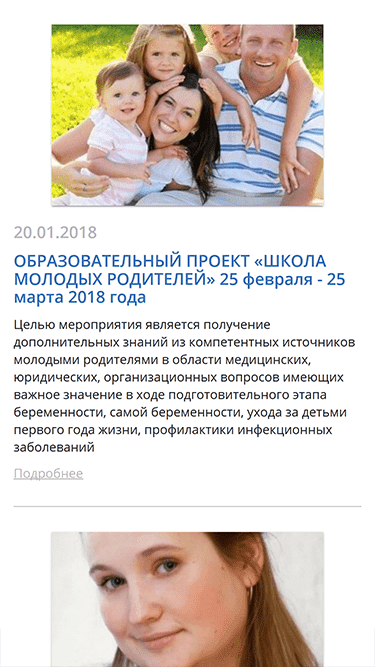 20.01.2018
ОБРАЗОВАТЕЛЬНЫЙ ПРОЕКТ «ШКОЛА
МОЛОДЫХ РОДИТЕЛЕЙ» 25 февраля - 25
марта 2018 года
Целью мероприятия является получение
дополнительных знаний из компетентных источников
молодыми родителями в области медицинских,
юридических, организационных вопросов имеющих
важное значение в ходе подготовительного этапа
беременности, самой беременности, ухода за детьми
первого года жизни, профилактики инфекционных
заболеваний
Подробнее